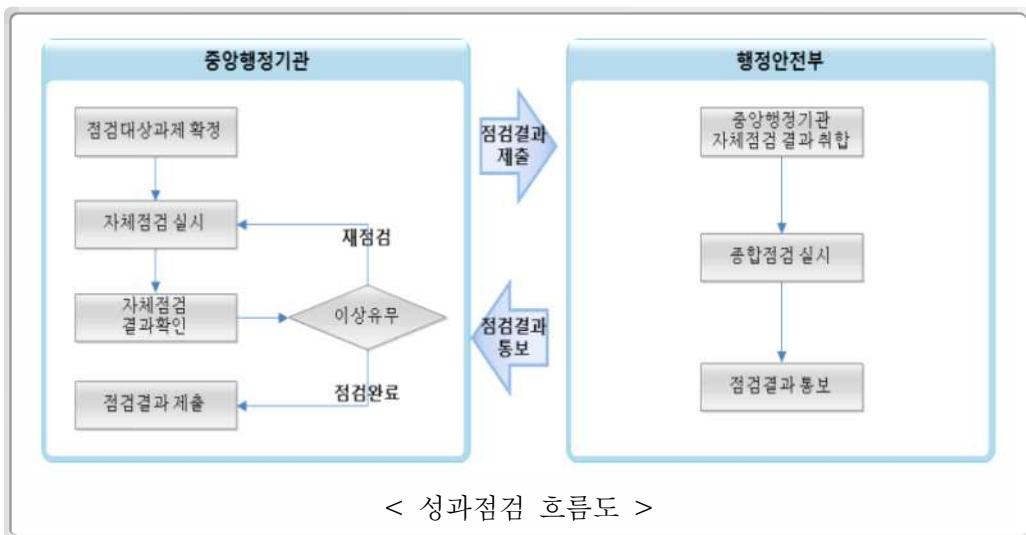 중앙행정기관
점검대상과제 확정
자체점검 실시
재점검
자체점검
결과확인
이상유무
점검완료
점검결과 제출
점검결과
제출
점검결과
통보
행정안전부
중앙행정기관
자체점검 결과 취합
종합점검 실시
점검결과 통보
< 성과점검 흐름도 >